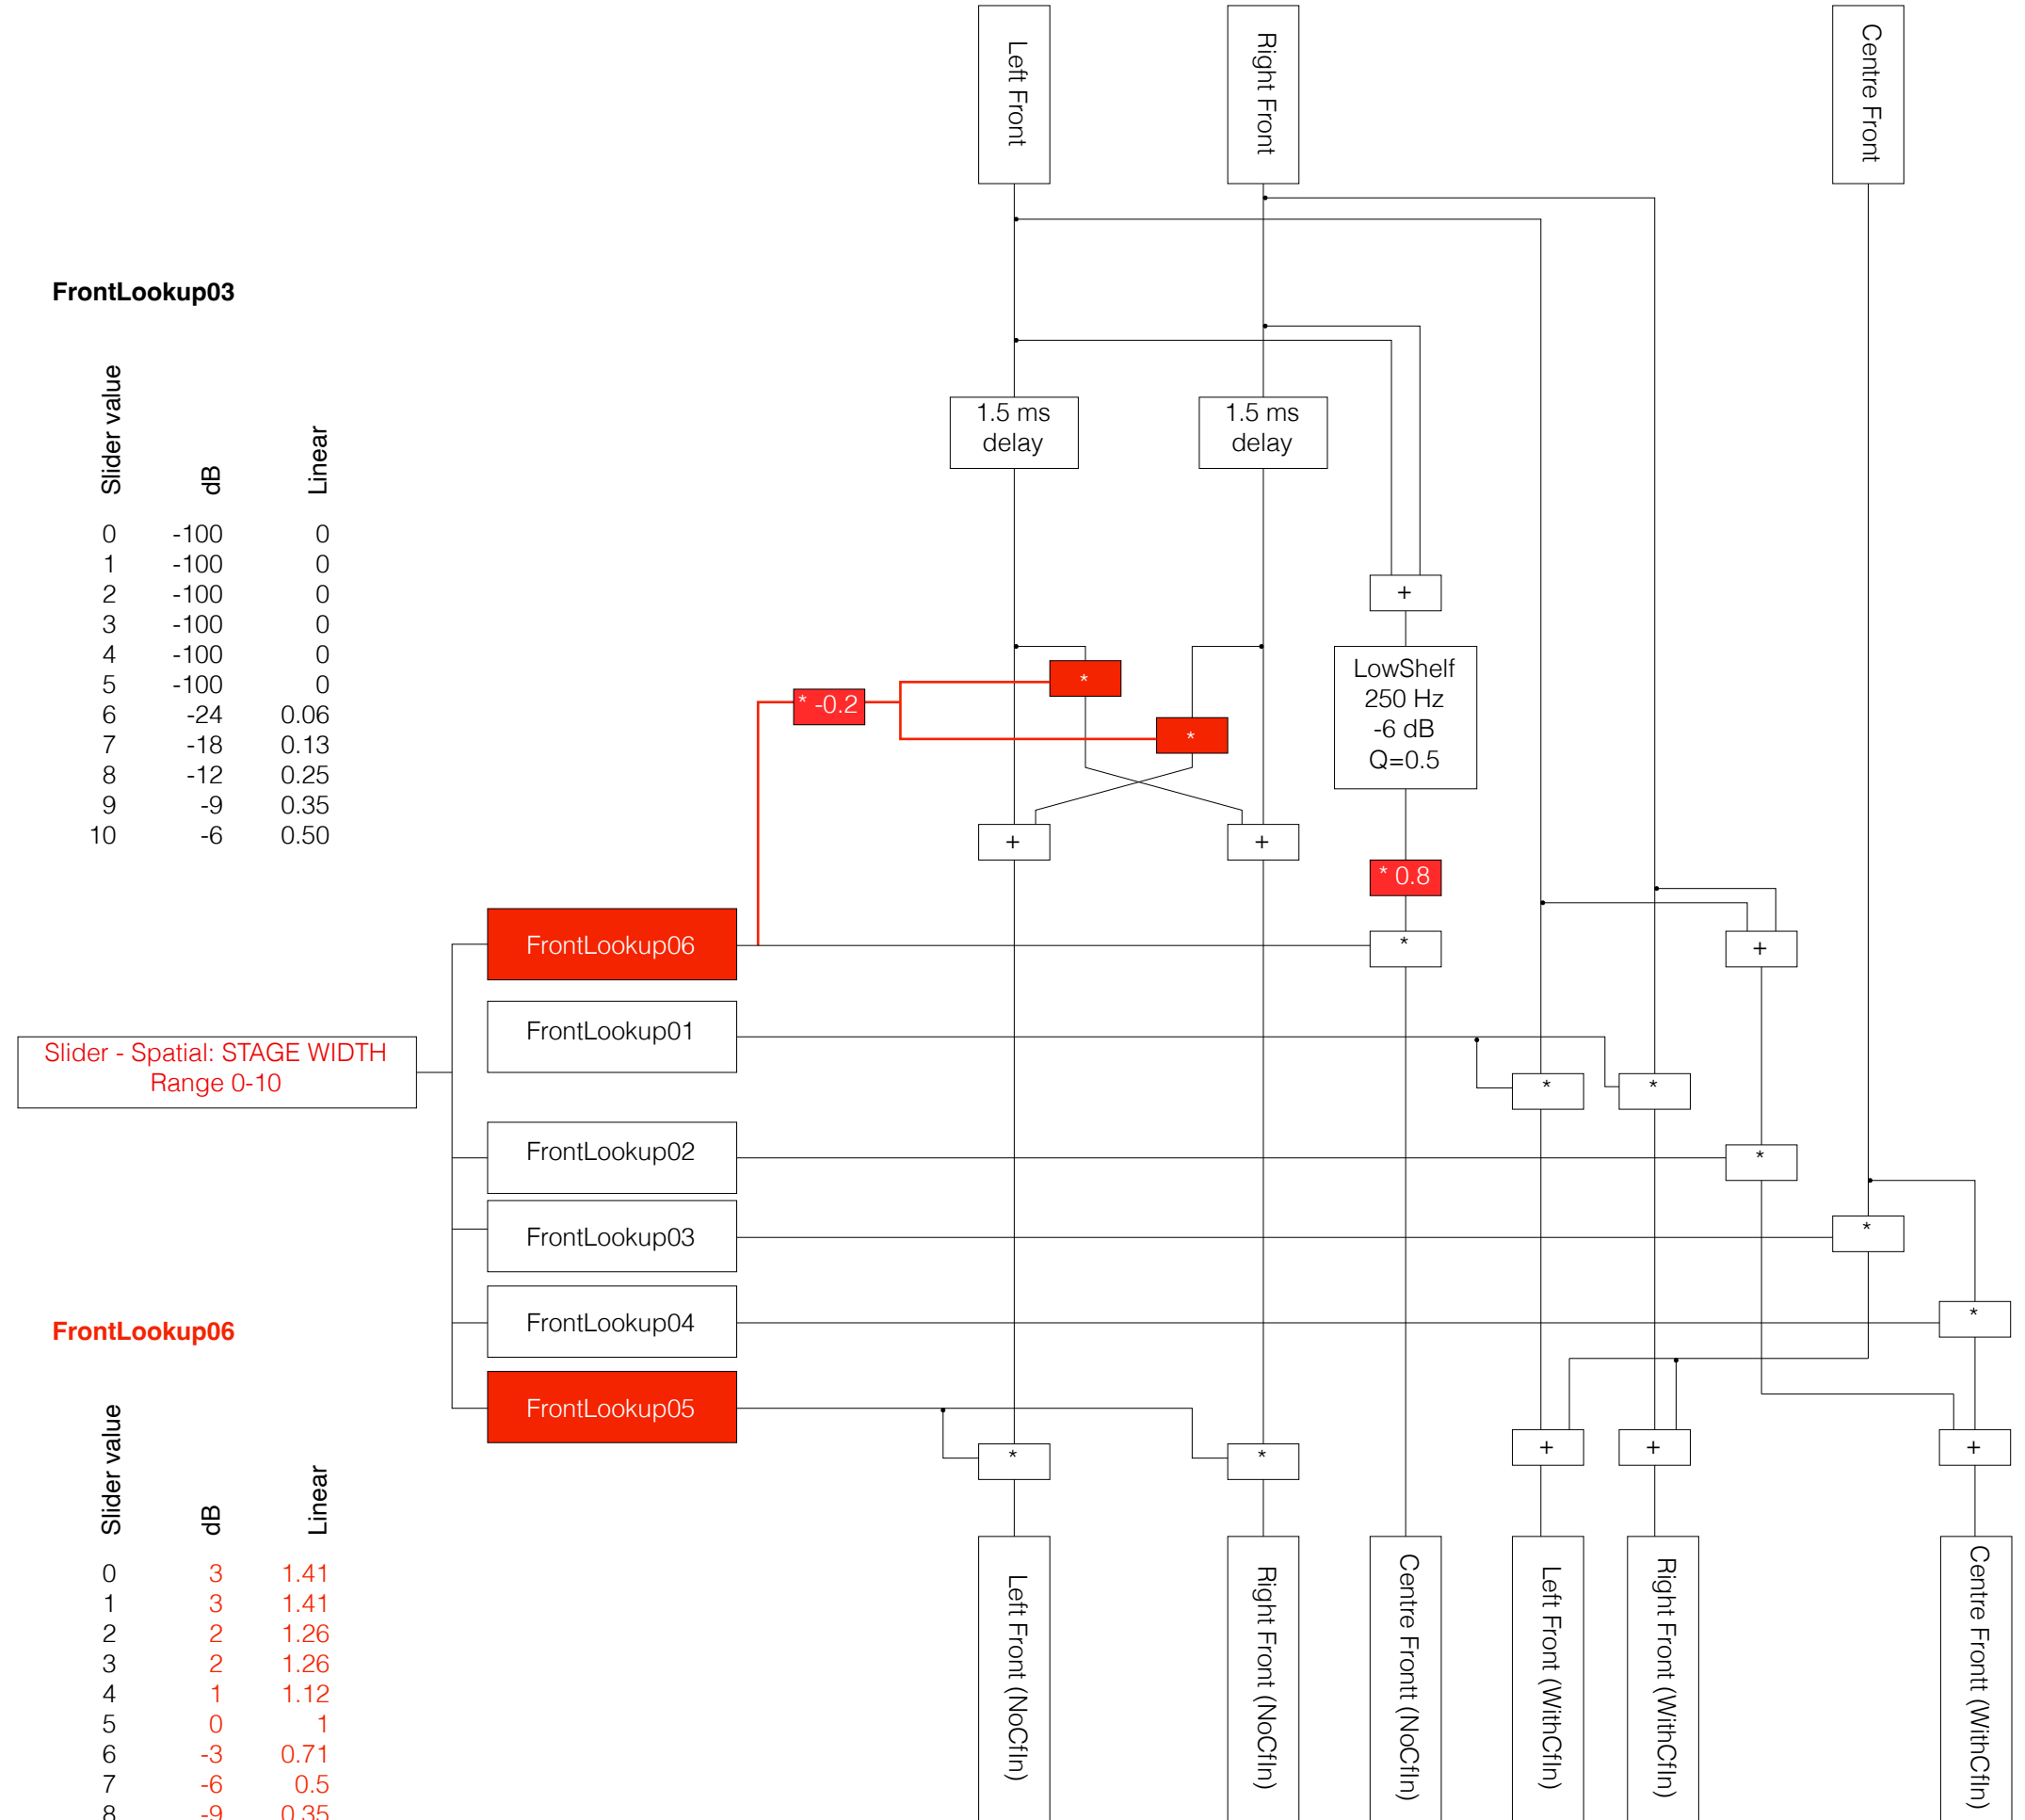 Left Front
Right Front
Centre Front
FrontLookup03
Slider value dB Linear
0 -100 0
1 -100 0
2 -100 0
3 -100 0
4 -100 0
5 -100 0
6 -24 0.06
7 -18 0.13
8 -12 0.25
9 -9 0.35
10 -6 0.50
1.5 ms
delay
1.5 ms
delay
+
LowShelf
250 Hz
-6 dB
Q=0.5
*
* -0.2
*
+
+
* 0.8
FrontLookup06
*
+
FrontLookup01
Slider - Spatial: STAGE WIDTH
Range 0-10
*
*
FrontLookup02
*
FrontLookup03
*
FrontLookup04
*
FrontLookup05
*
*
+
+
+
FrontLookup06
Slider value dB Linear
0 3 1.41
1 3 1.41
2 2 1.26
3 2 1.26
4 1 1.12
5 0 1
6 -3 0.71
7 -6 0.5
8 -9 0.35
Left Front (NoCfIn)
Right Front (NoCfIn)
Centre Frontt (NoCfIn)
Left Front (WithCfIn)
Right Front (WithCfIn)
Centre Frontt (WithCfIn)